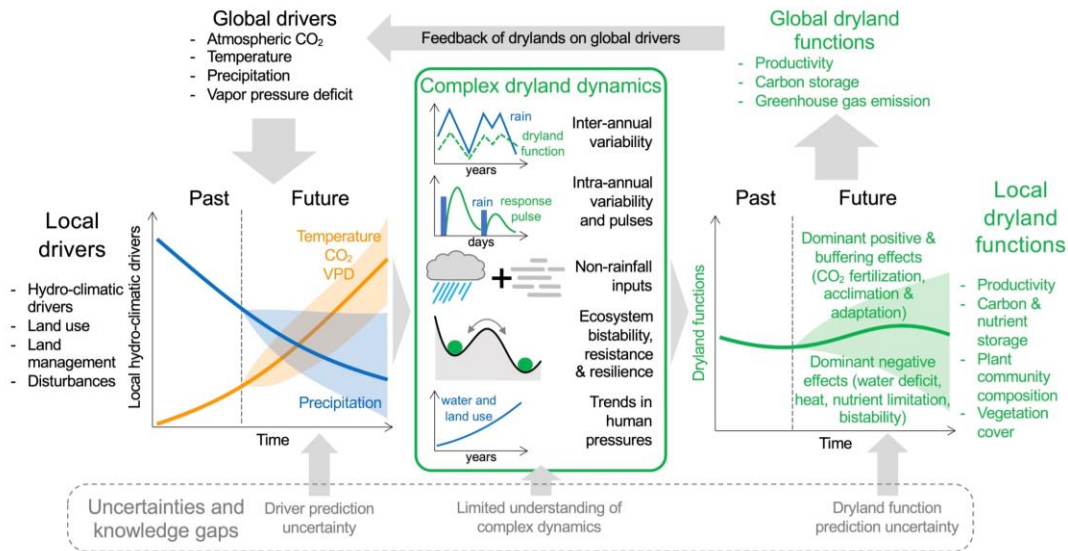 Global drivers
- Atmospheric CO₂
- Temperature
- Precipitation
- Vapor pressure deficit
Feedback of drylands on global drivers
Global dryland
functions
- Productivity
- Carbon storage
- Greenhouse gas emission
Local
drivers
- Hydro-climatic
drivers
- Land use
- Land
management
- Disturbances
Local hydro-climatic drivers
Past
Future
Temperature
CO₂
VPD
Precipitation
Time
Complex dryland dynamics
rain
dryland
function
years
Inter-annual
variability
rain
response
pulse
days
Intra-annual
variability
and pulses
+
Non-rainfall
inputs
Ecosystem
bistability,
resistance
& resilience
water and
land use
years
Trends in
human
pressures
Dryland functions
Past
Future
Dominant positive &
buffering effects
(CO₂ fertilization,
acclimation &
adaptation)
Dominant negative
effects (water deficit,
heat, nutrient limitation,
bistability)
Time
Local
dryland
functions
- Productivity
- Carbon &
nutrient
storage
- Plant
community
composition
- Vegetation
cover
Uncertainties and
knowledge gaps
Driver prediction
uncertainty
Limited understanding of
complex dynamics
Dryland function
prediction uncertainty